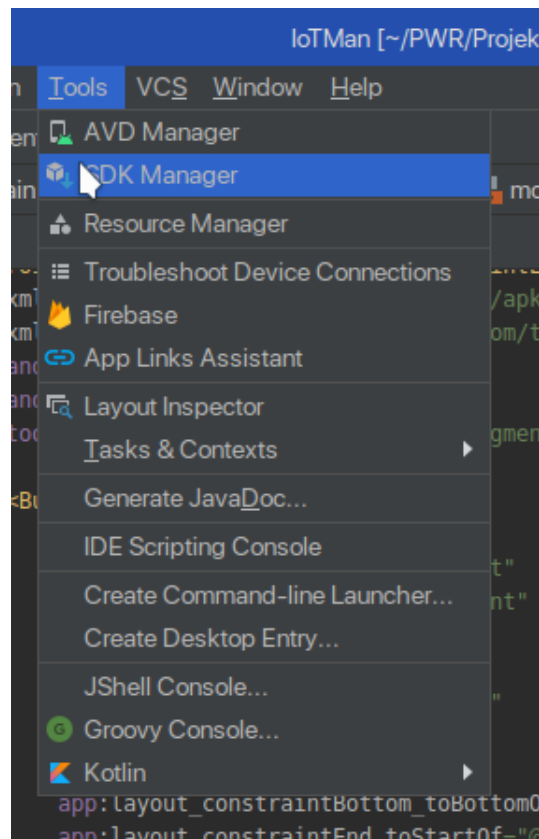 IoTMan [~/PWR/Projek
Tools VCS Window Help
AVD Manager
SDK Manager
Resource Manager
Troubleshoot Device Connections
Firebase
App Links Assistant
Layout Inspector
Tasks & Contexts
Generate JavaDoc...
IDE Scripting Console
Create Command-line Launcher...
Create Desktop Entry...
JShell Console...
G Groovy Console...
Kotlin
app:layout_constraintBottom_toBottomO
app:layout_constraintEnd_toStartOf="@